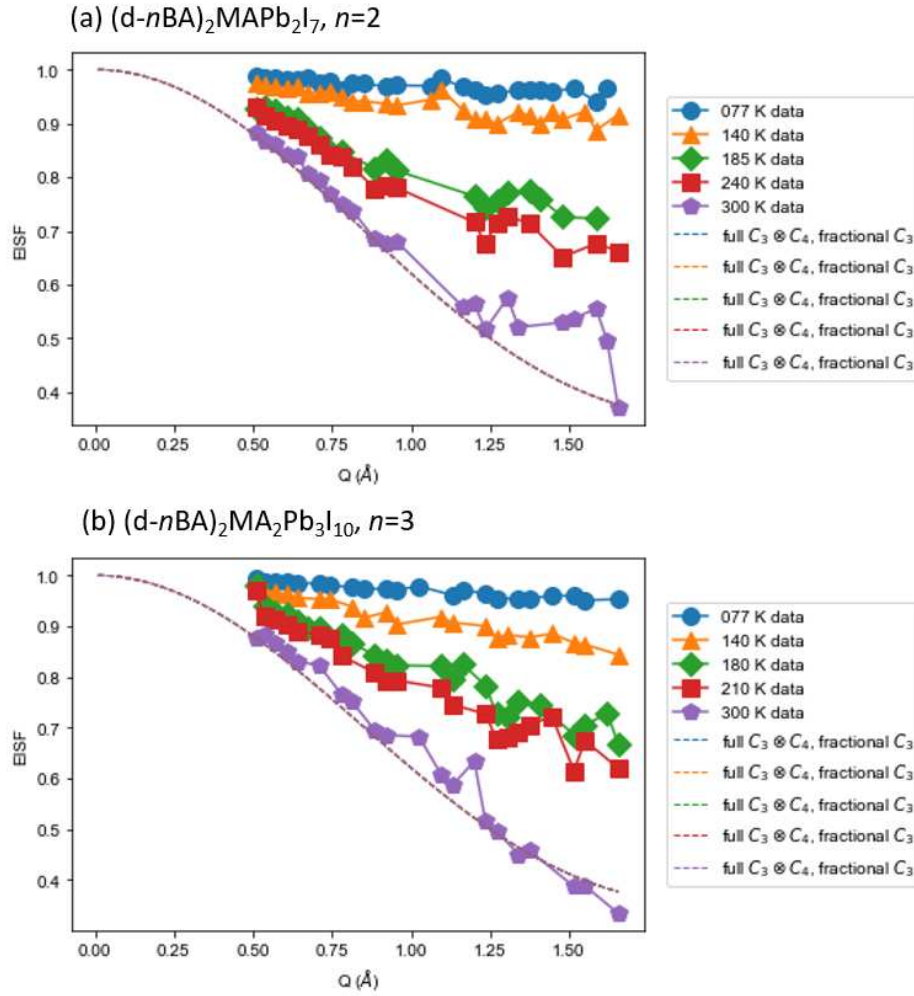 (a) (d-nBA)₂MAPb₂I₇, n=2
EISF
1.0
0.9
0.8
0.7
0.6
0.5
0.4
0.00 0.25 0.50 0.75 1.00 1.25 1.50
Q (Å)
077 K data
140 K data
185 K data
240 K data
300 K data
full C₃ ⊗ C₄, fractional C₃
full C₃ ⊗ C₄, fractional C₃
full C₃ ⊗ C₄, fractional C₃
full C₃ ⊗ C₄, fractional C₃
full C₃ ⊗ C₄, fractional C₃
(b) (d-nBA)₂MA₂Pb₃I₁₀, n=3
EISF
1.0
0.9
0.8
0.7
0.6
0.5
0.4
0.00 0.25 0.50 0.75 1.00 1.25 1.50
Q (Å)
077 K data
140 K data
180 K data
210 K data
300 K data
full C₃ ⊗ C₄, fractional C₃
full C₃ ⊗ C₄, fractional C₃
full C₃ ⊗ C₄, fractional C₃
full C₃ ⊗ C₄, fractional C₃
full C₃ ⊗ C₄, fractional C₃